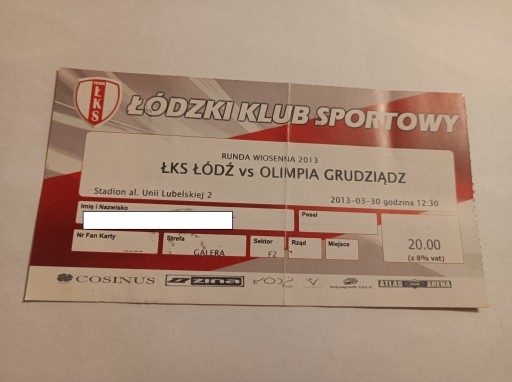 ŁKS
ŁÓDZKI KLUB SPORTOWY
RUNDA WIOSENNA 2013
ŁKS ŁÓDŹ vs OLIMPIA GRUDZIĄDZ
Stadion al. Unii Lubelskiej 2 2013-03-30 godzina 12:30
Imię i Nazwisko Pesel
Nr Fan Karty Strefa Sektor Rząd Miejsce
GALERA F2
20.00
(z 8% vat)
COSINUS ZINA ATLAS ARENA